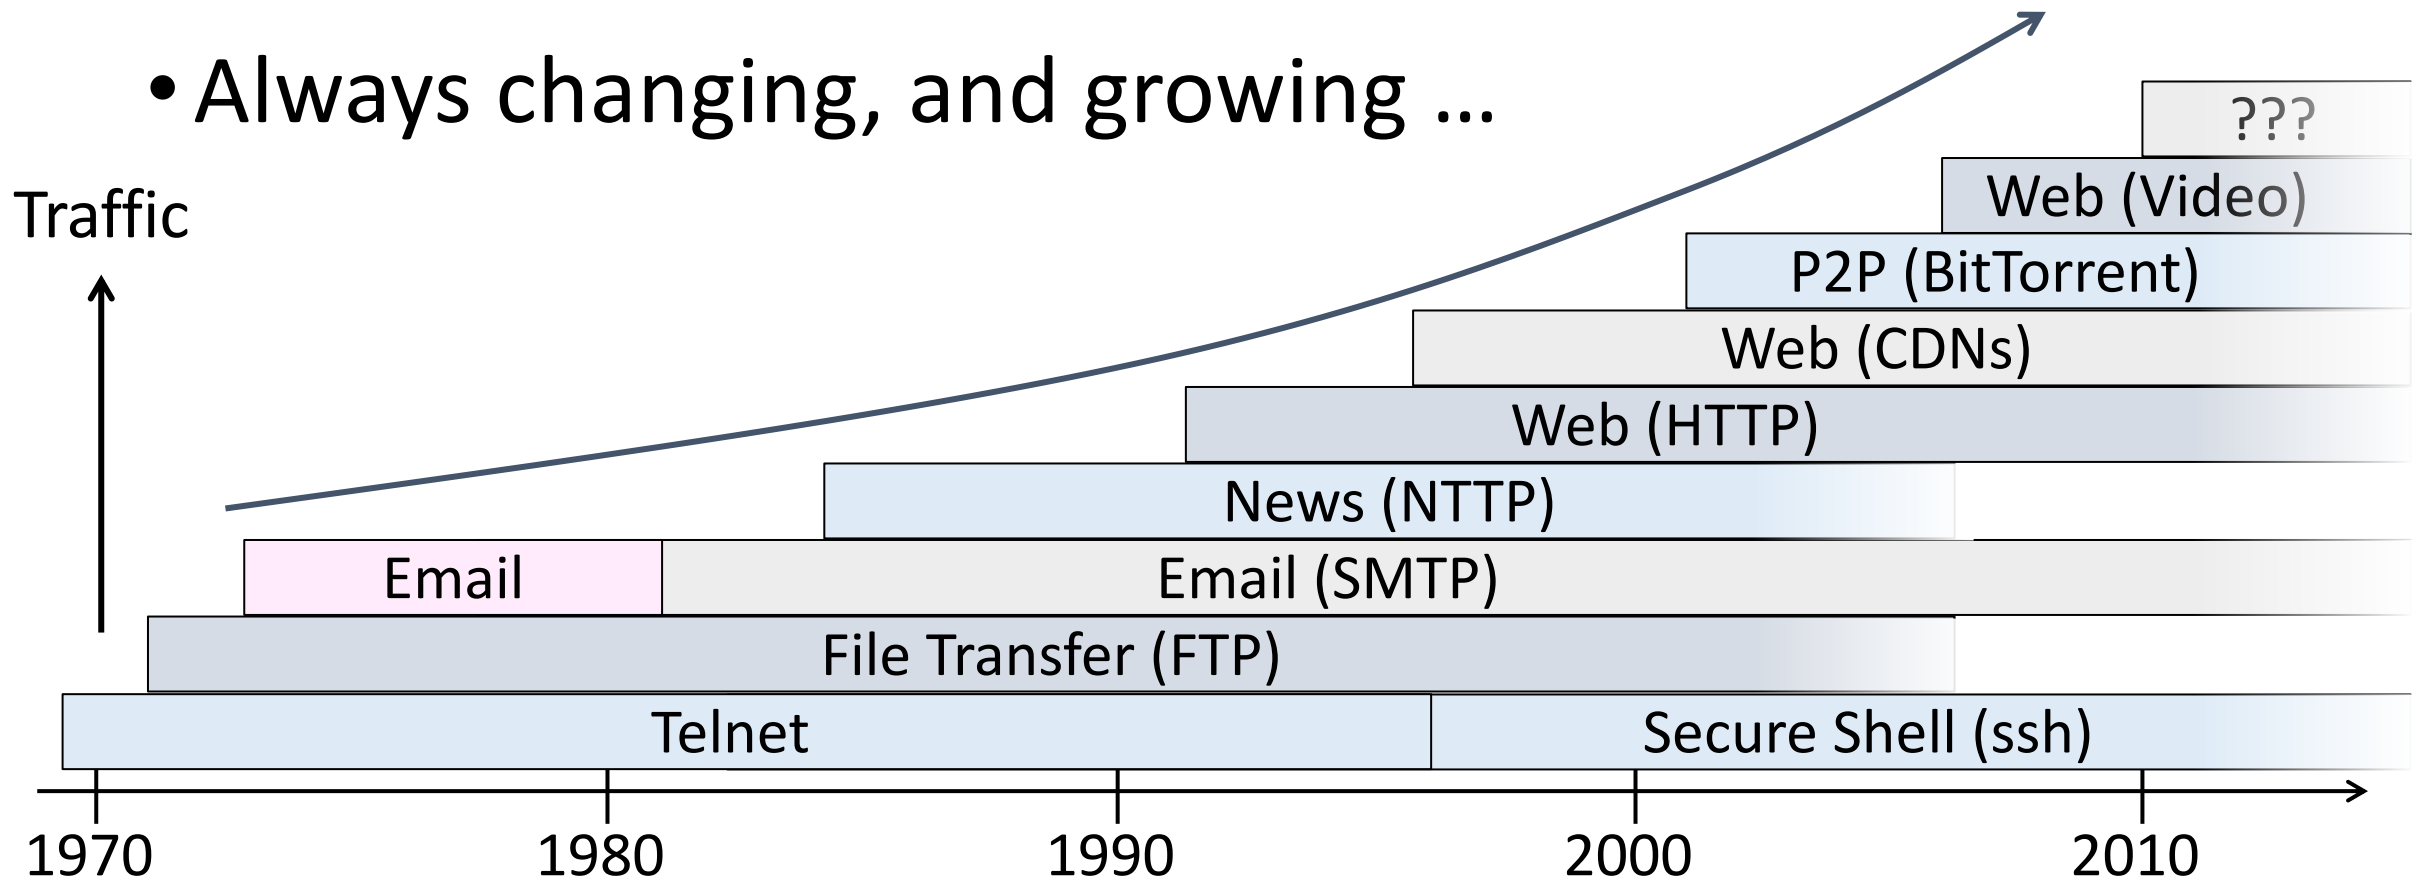 • Always changing, and growing ...
Traffic
???
Web (Video)
P2P (BitTorrent)
Web (CDNs)
Web (HTTP)
News (NTTP)
Email Email (SMTP)
File Transfer (FTP)
Telnet Secure Shell (ssh)
1970 1980 1990 2000 2010